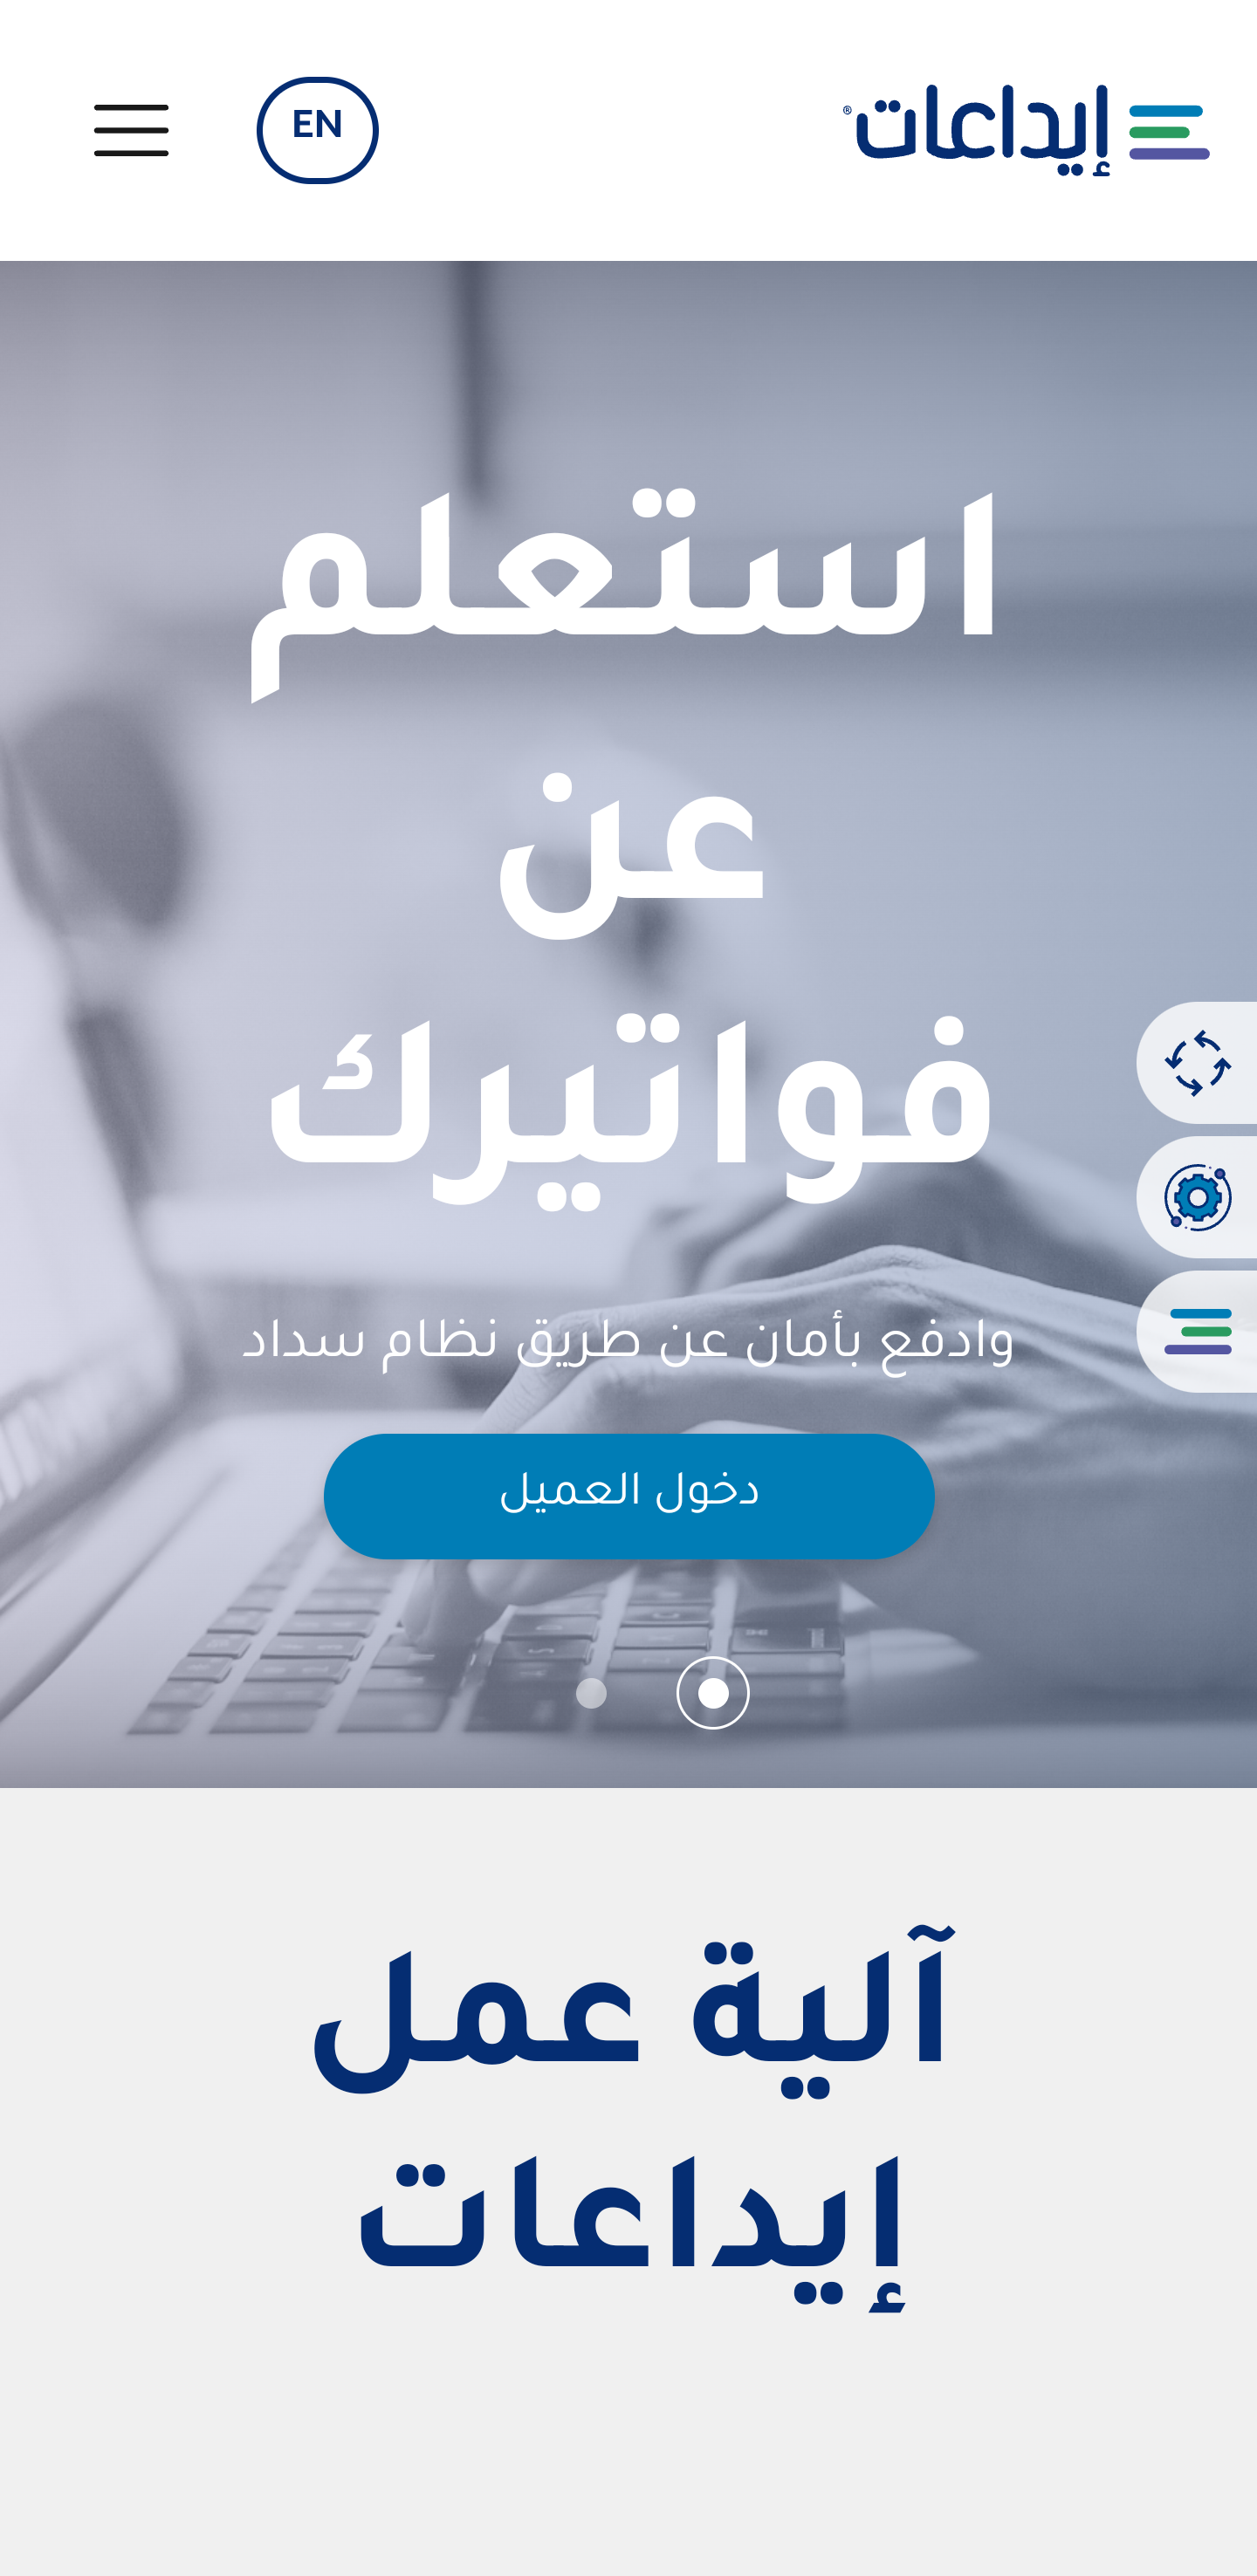 إيداعات®
EN
استعلم
عن
فواتيرك
وادفع بأمان عن طريق نظام سداد
دخول العميل
آلية عمل
إيداعات